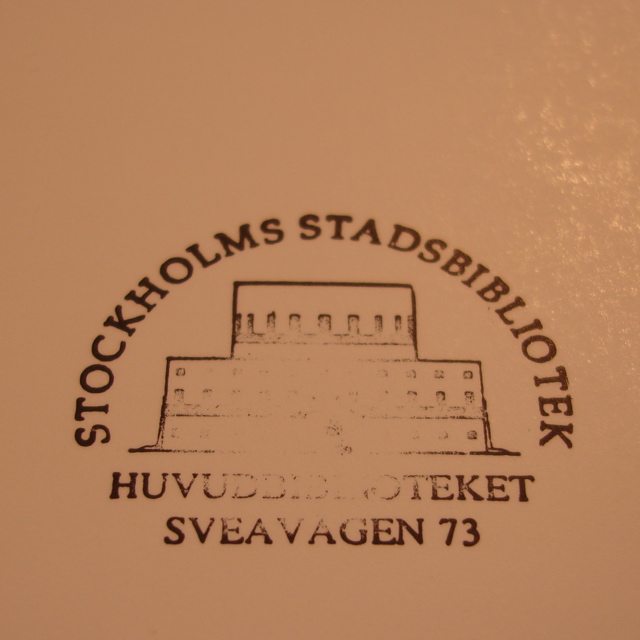 STOCKHOLMS STADSBIBLIOTEK
HUVUDBIBLIOTEKET
SVEAVAGEN 73